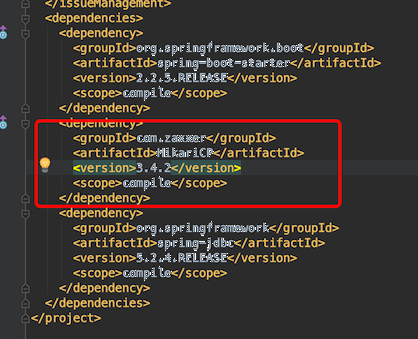 </issueManagement>
<dependencies>
<dependency>
<groupId>org.springframework.boot</groupId>
<artifactId>spring-boot-starter</artifactId>
<version>2.2.5.RELEASE</version>
<scope>compile</scope>
</dependency>
<dependency>
<groupId>com.zaxxer</groupId>
<artifactId>HikariCP</artifactId>
<version>3.4.2</version>
<scope>compile</scope>
</dependency>
<dependency>
<groupId>org.springframework</groupId>
<artifactId>spring-jdbc</artifactId>
<version>5.2.4.RELEASE</version>
<scope>compile</scope>
</dependency>
</dependencies>
</project>